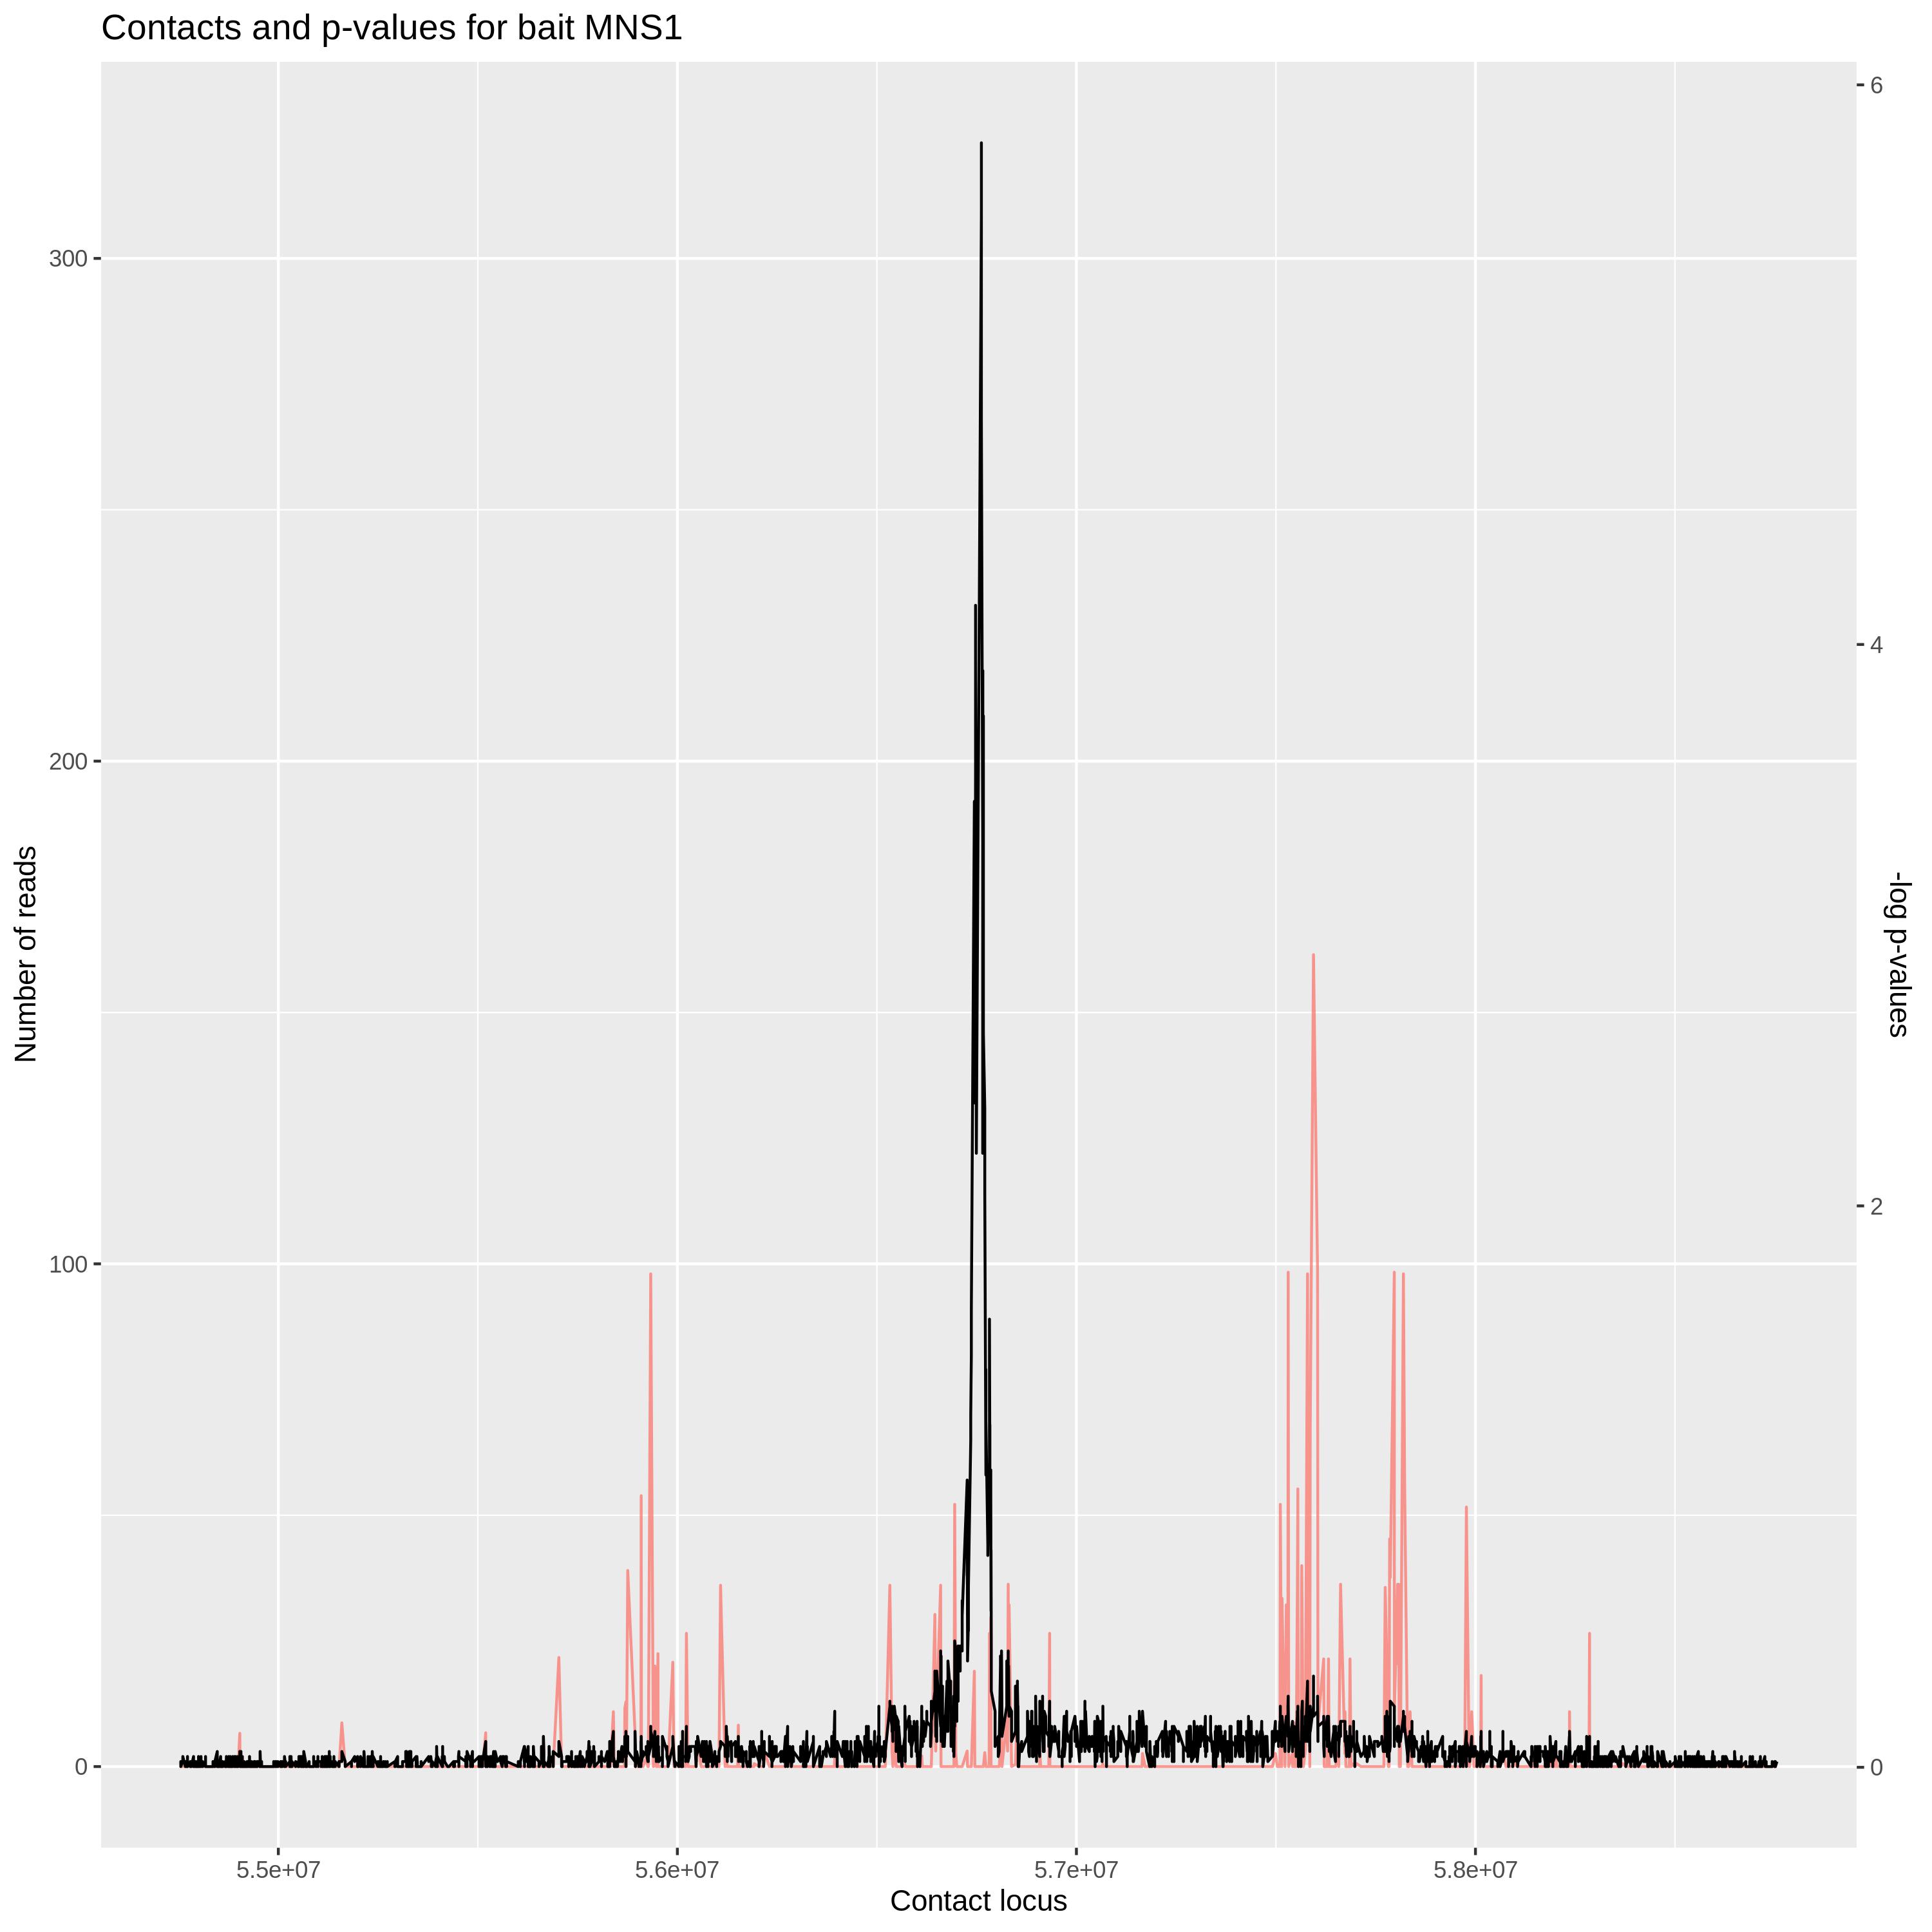 Contacts and p-values for bait MNS1
Number of reads
300
200
100
0
6
4
2
0
-log p-values
5.5e+07 5.6e+07 5.7e+07 5.8e+07
Contact locus